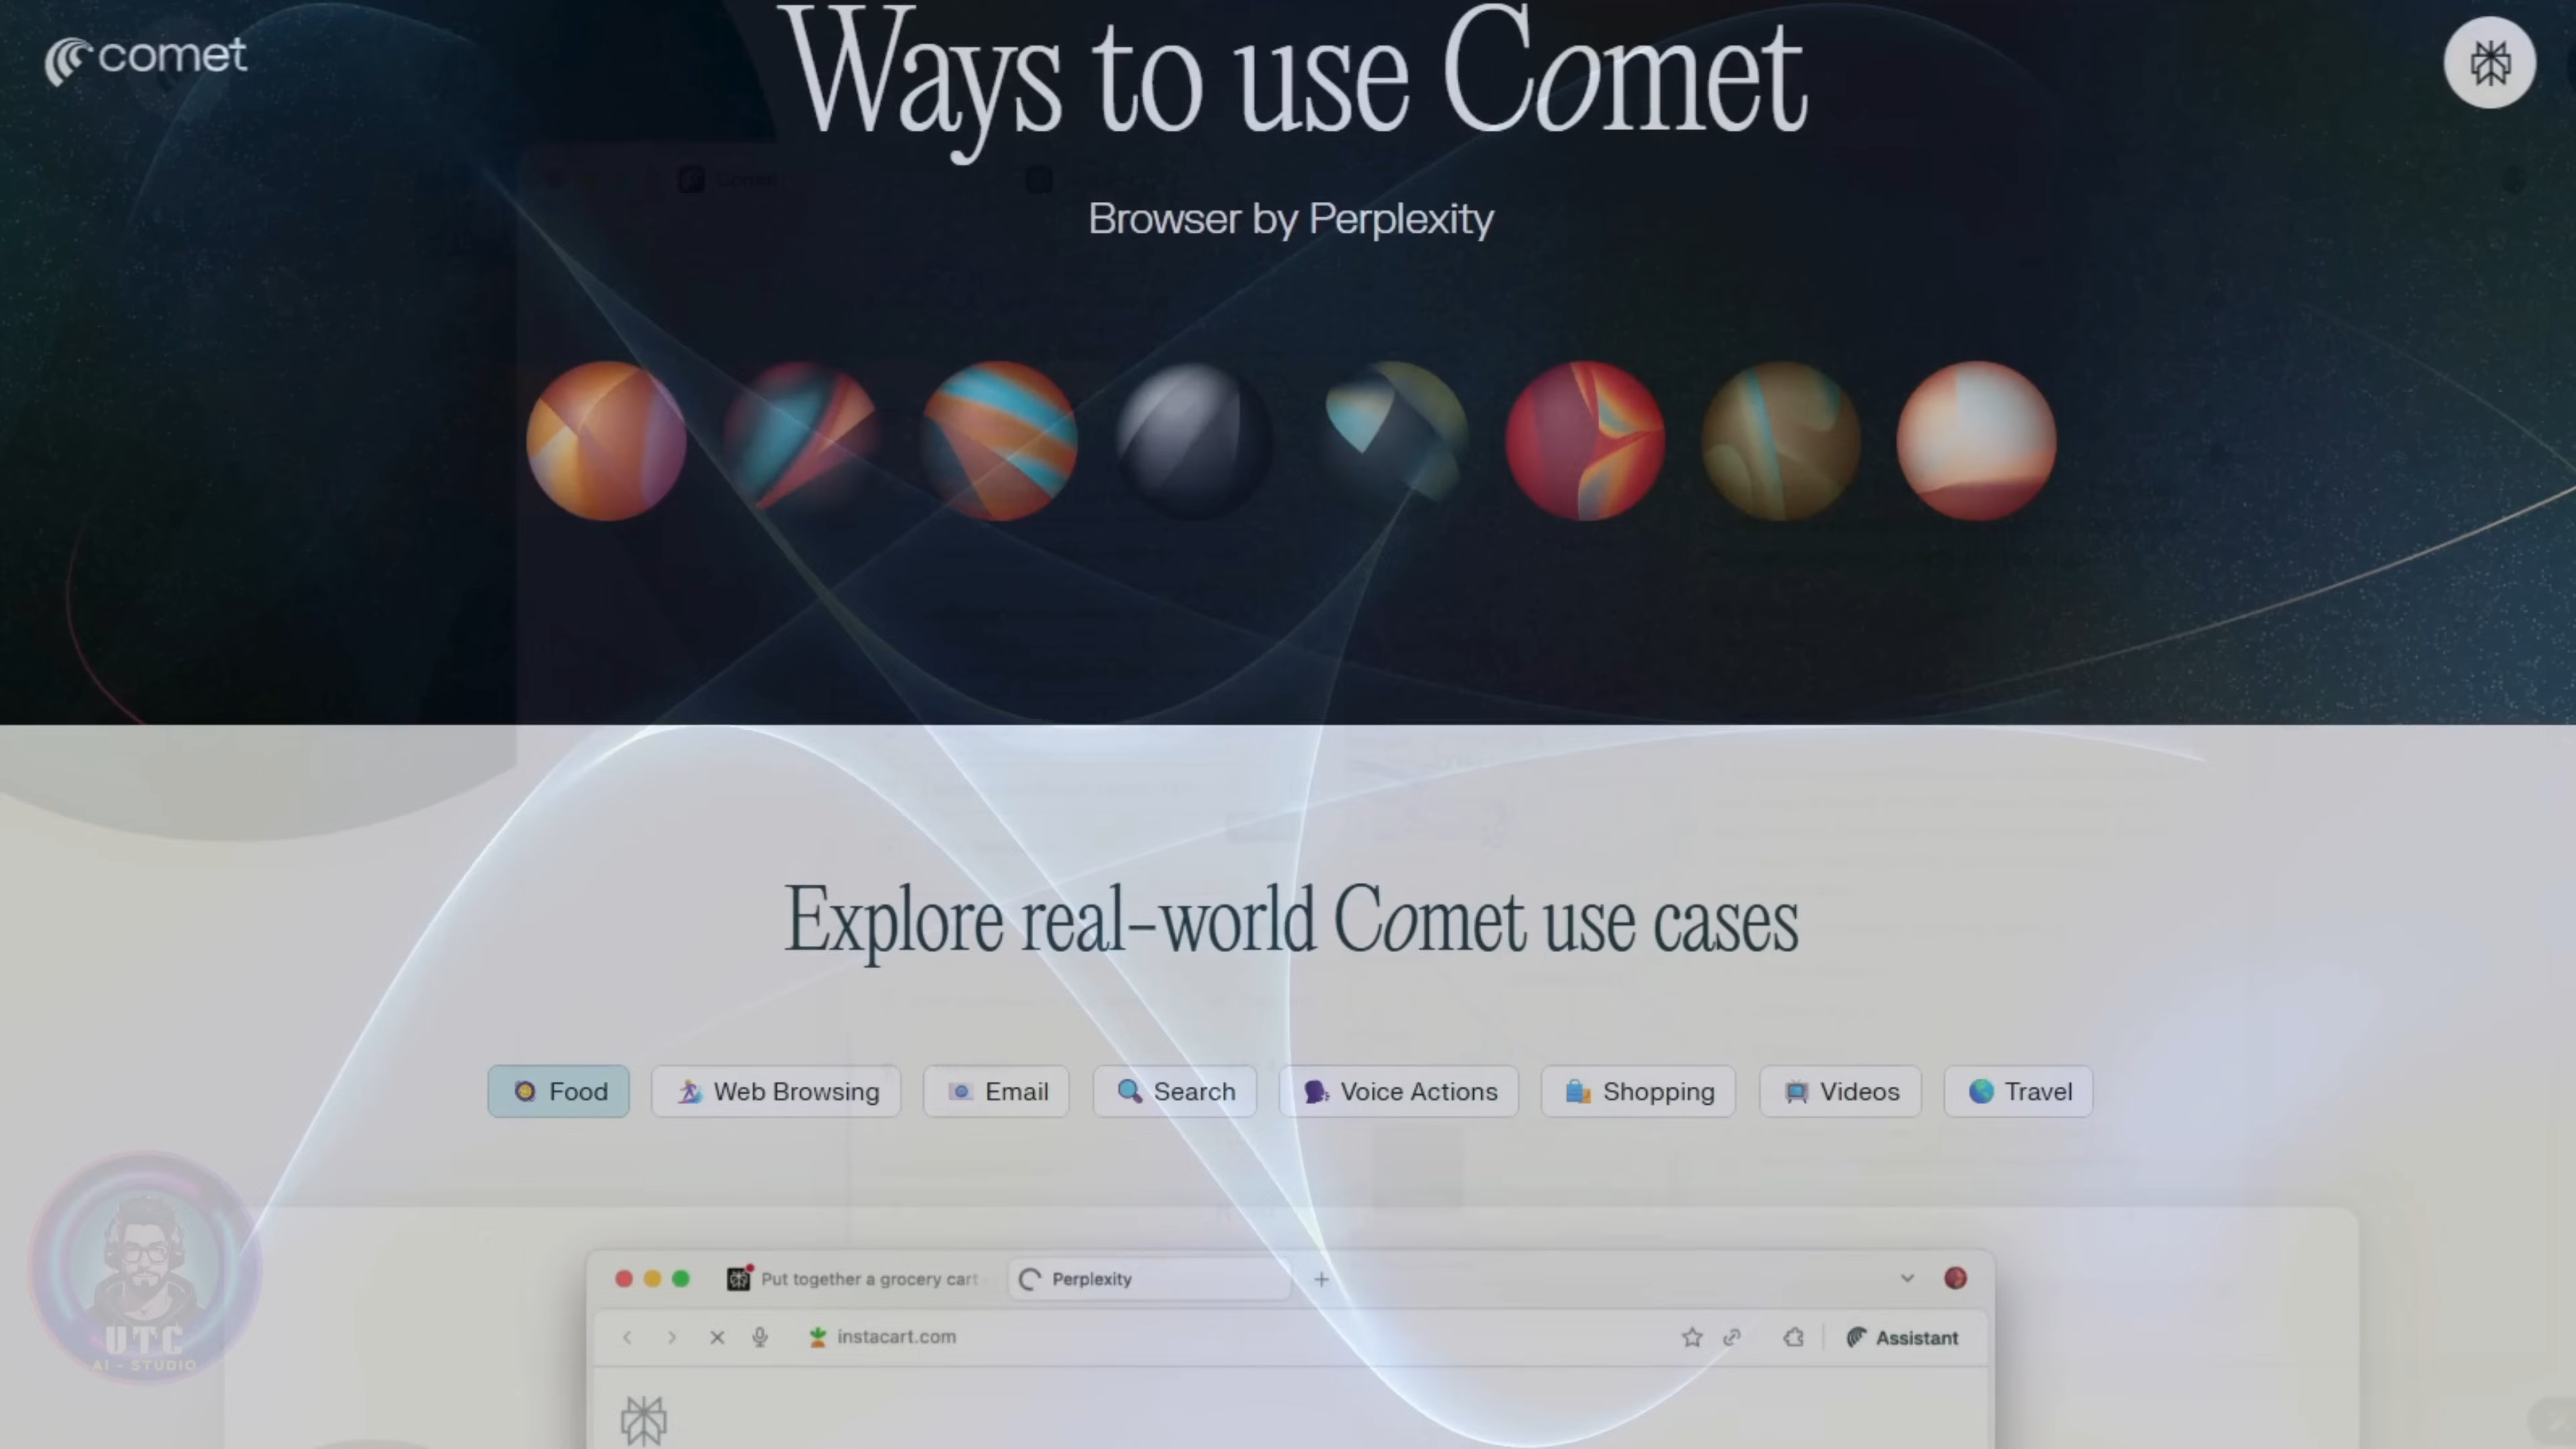 comet
Ways to use Comet
Browser by Perplexity
Explore real-world Comet use cases
Food
Web Browsing
Email
Search
Voice Actions
Shopping
Videos
Travel
Put together a grocery cart
Perplexity
instacart.com
Assistant
UTC
AI - STUDIO